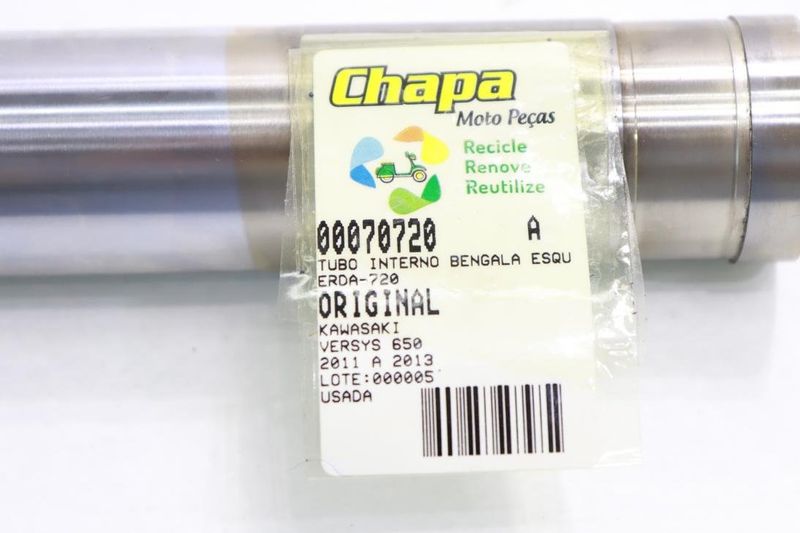 Chapa
Moto Peças
Recicle
Renove
Reutilize
00070720 A
TUBO INTERNO BENGALA ESQU
ERDA-720
ORIGINAL
KAWASAKI
VERSYS 650
2011 A 2013
LOTE:000005
USADA